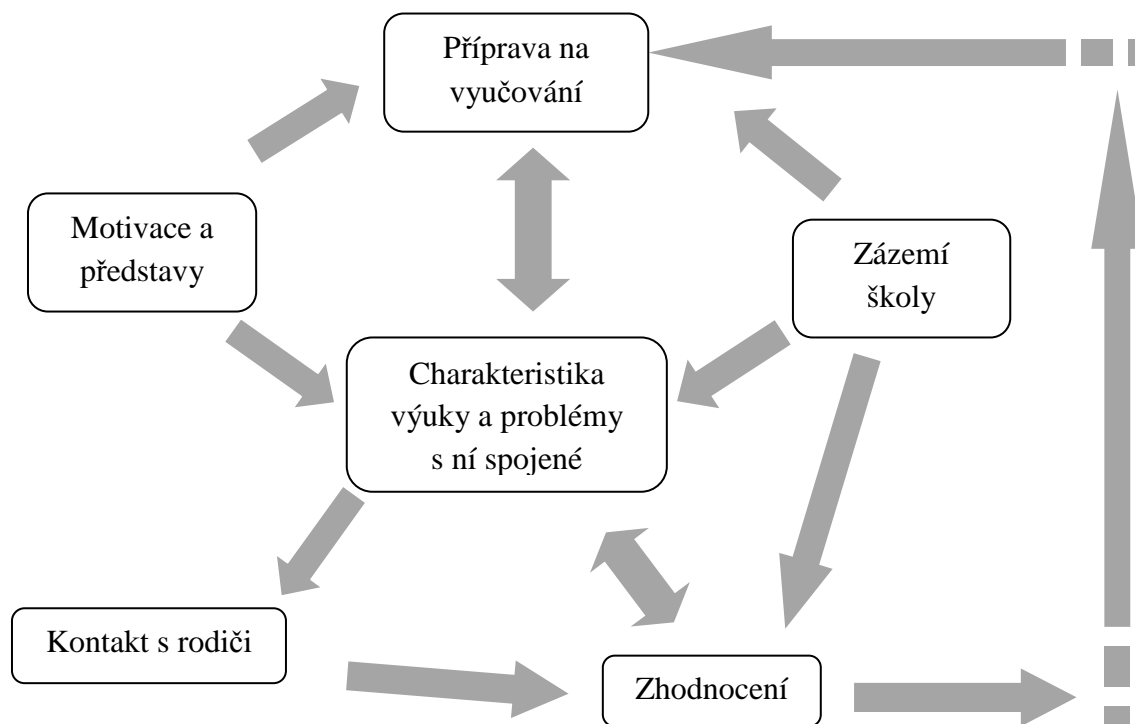 Příprava na
vyučování
Motivace a
představy
Zázemí
školy
Charakteristika
výuky a problémy
s ní spojené
Kontakt s rodiči
Zhodnocení